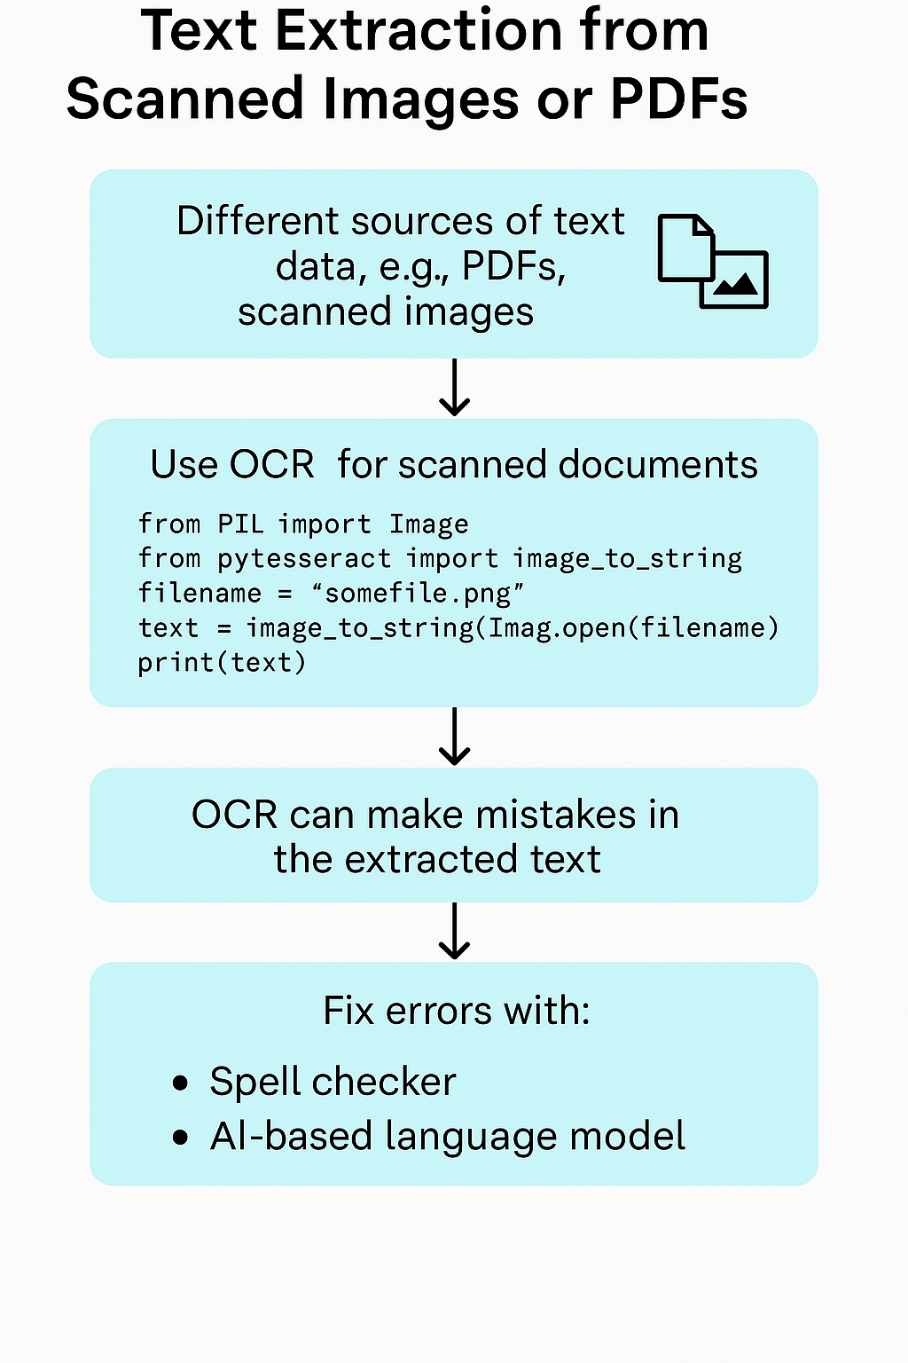 Text Extraction from
Scanned Images or PDFs
Different sources of text
data, e.g., PDFs,
scanned images
Use OCR for scanned documents
from PIL import Image
from pytesseract import image_to_string
filename = “somefile.png”
text = image_to_string(Imag.open(filename)
print(text)
OCR can make mistakes in
the extracted text
Fix errors with:
• Spell checker
• AI-based language model